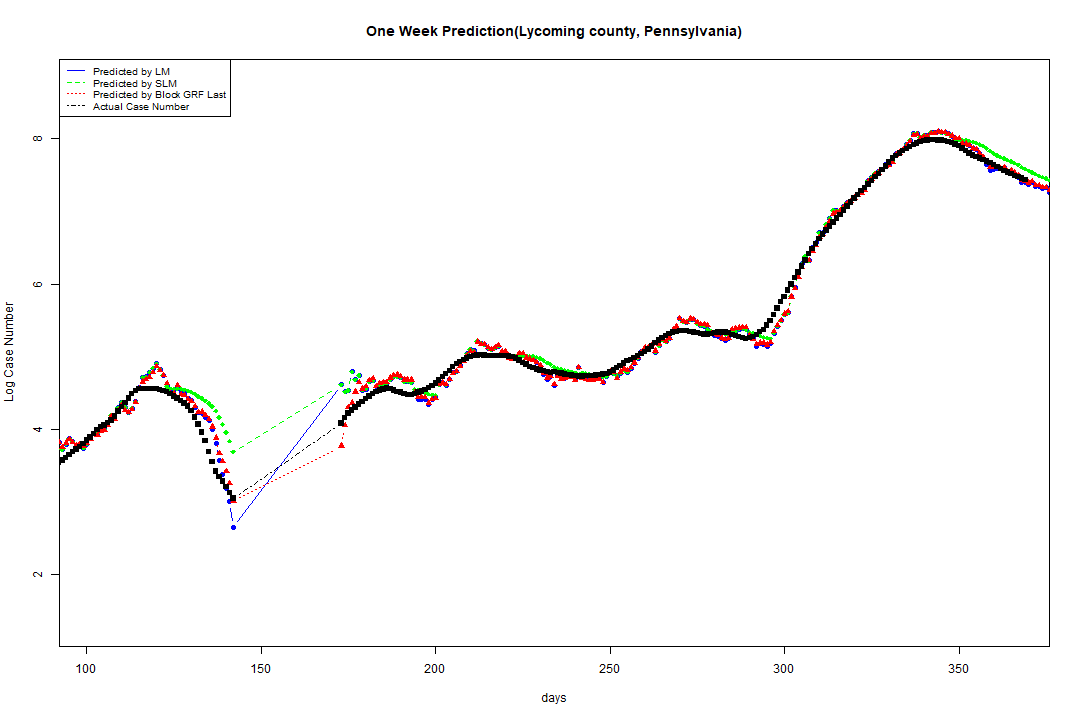 One Week Prediction(Lycoming county, Pennsylvania)
Predicted by LM
Predicted by SLM
Predicted by Block GRF Last
Actual Case Number
8
6
4
2
Log Case Number
100 150 200 250 300 350
days